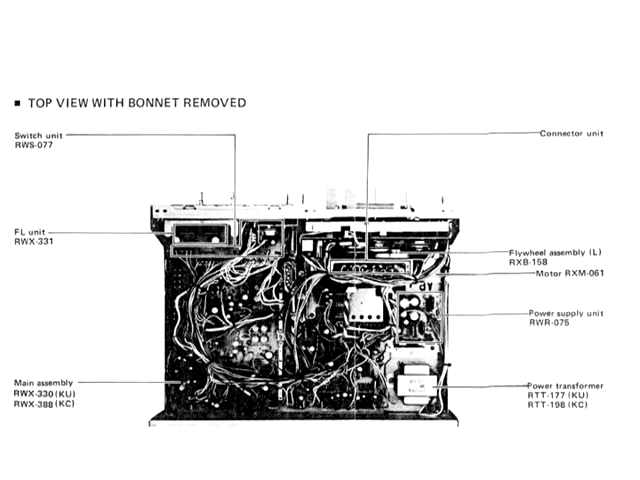 ■ TOP VIEW WITH BONNET REMOVED
Switch unit
RWS-077
Connector unit
FL unit
RWX-331
Flywheel assembly (L)
RXB-158
Motor RXM-061
Power supply unit
RWR-075
Main assembly
RWX-330 (KU)
RWX-388 (KC)
Power transformer
RTT-177 (KU)
RTT-198 (KC)